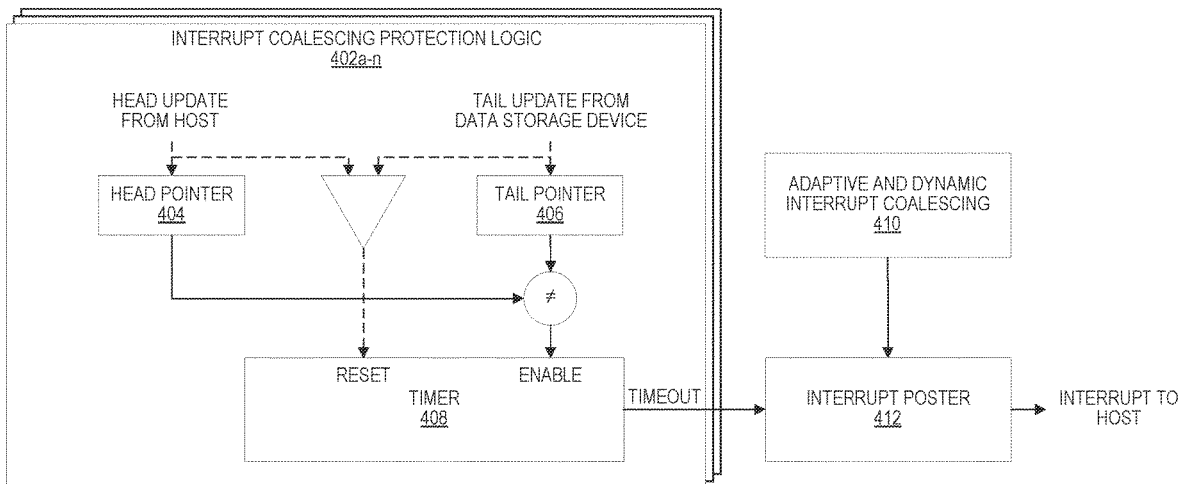 INTERRUPT COALESCING PROTECTION LOGIC
402a-n
HEAD UPDATE
FROM HOST
TAIL UPDATE FROM
DATA STORAGE DEVICE
HEAD POINTER
404
TAIL POINTER
406
ADAPTIVE AND DYNAMIC
INTERRUPT COALESCING
410
≠
RESET
ENABLE
TIMER
408
TIMEOUT
INTERRUPT POSTER
412
INTERRUPT TO
HOST